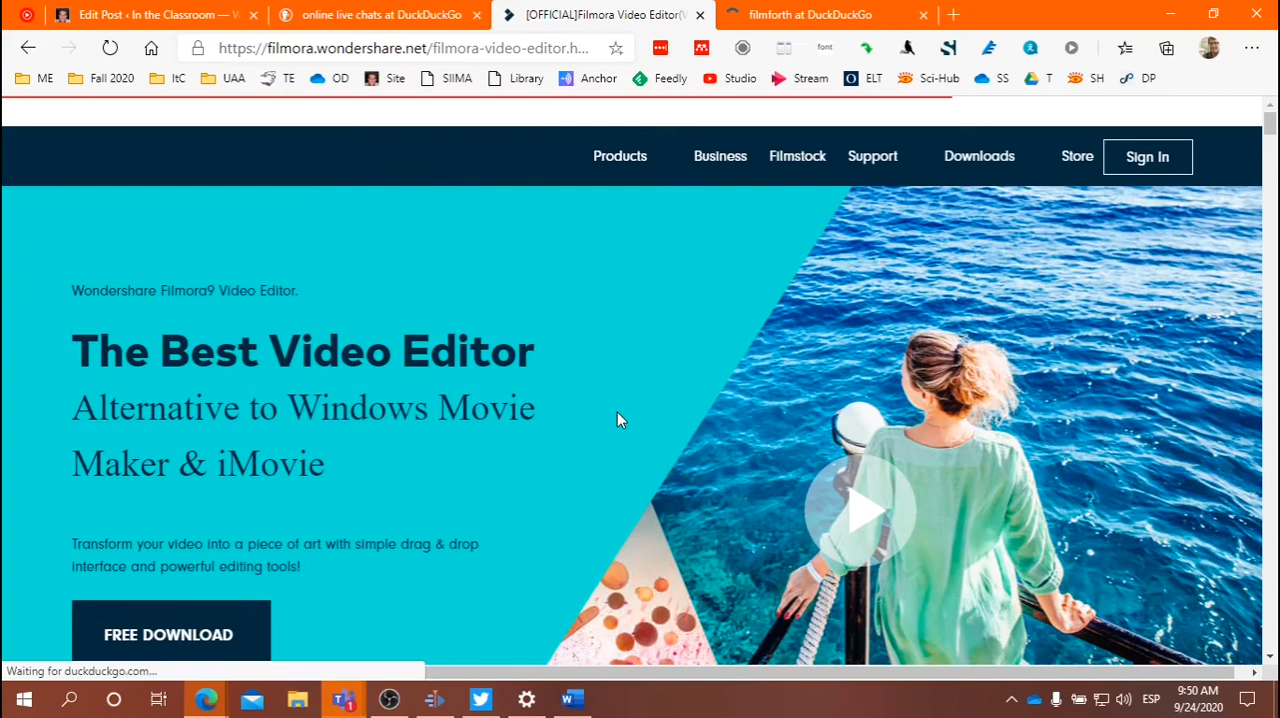 Edit Post ‹ In the Classroom —
online live chats at DuckDuckGo
[OFFICIAL]Filmora Video Editor(
filmforth at DuckDuckGo
https://filmora.wondershare.net/filmora-video-editor.h...
font
ME Fall 2020 ItC UAA TE OD Site SIIMA Library Anchor Feedly Studio Stream ELT Sci-Hub SS T SH DP
Products Business Filmstock Support Downloads Store Sign In
Wondershare Filmora9 Video Editor.
The Best Video Editor
Alternative to Windows Movie
Maker & iMovie
Transform your video into a piece of art with simple drag & drop
interface and powerful editing tools!
FREE DOWNLOAD
Waiting for duckduckgo.com...
ESP
9:50 AM
9/24/2020